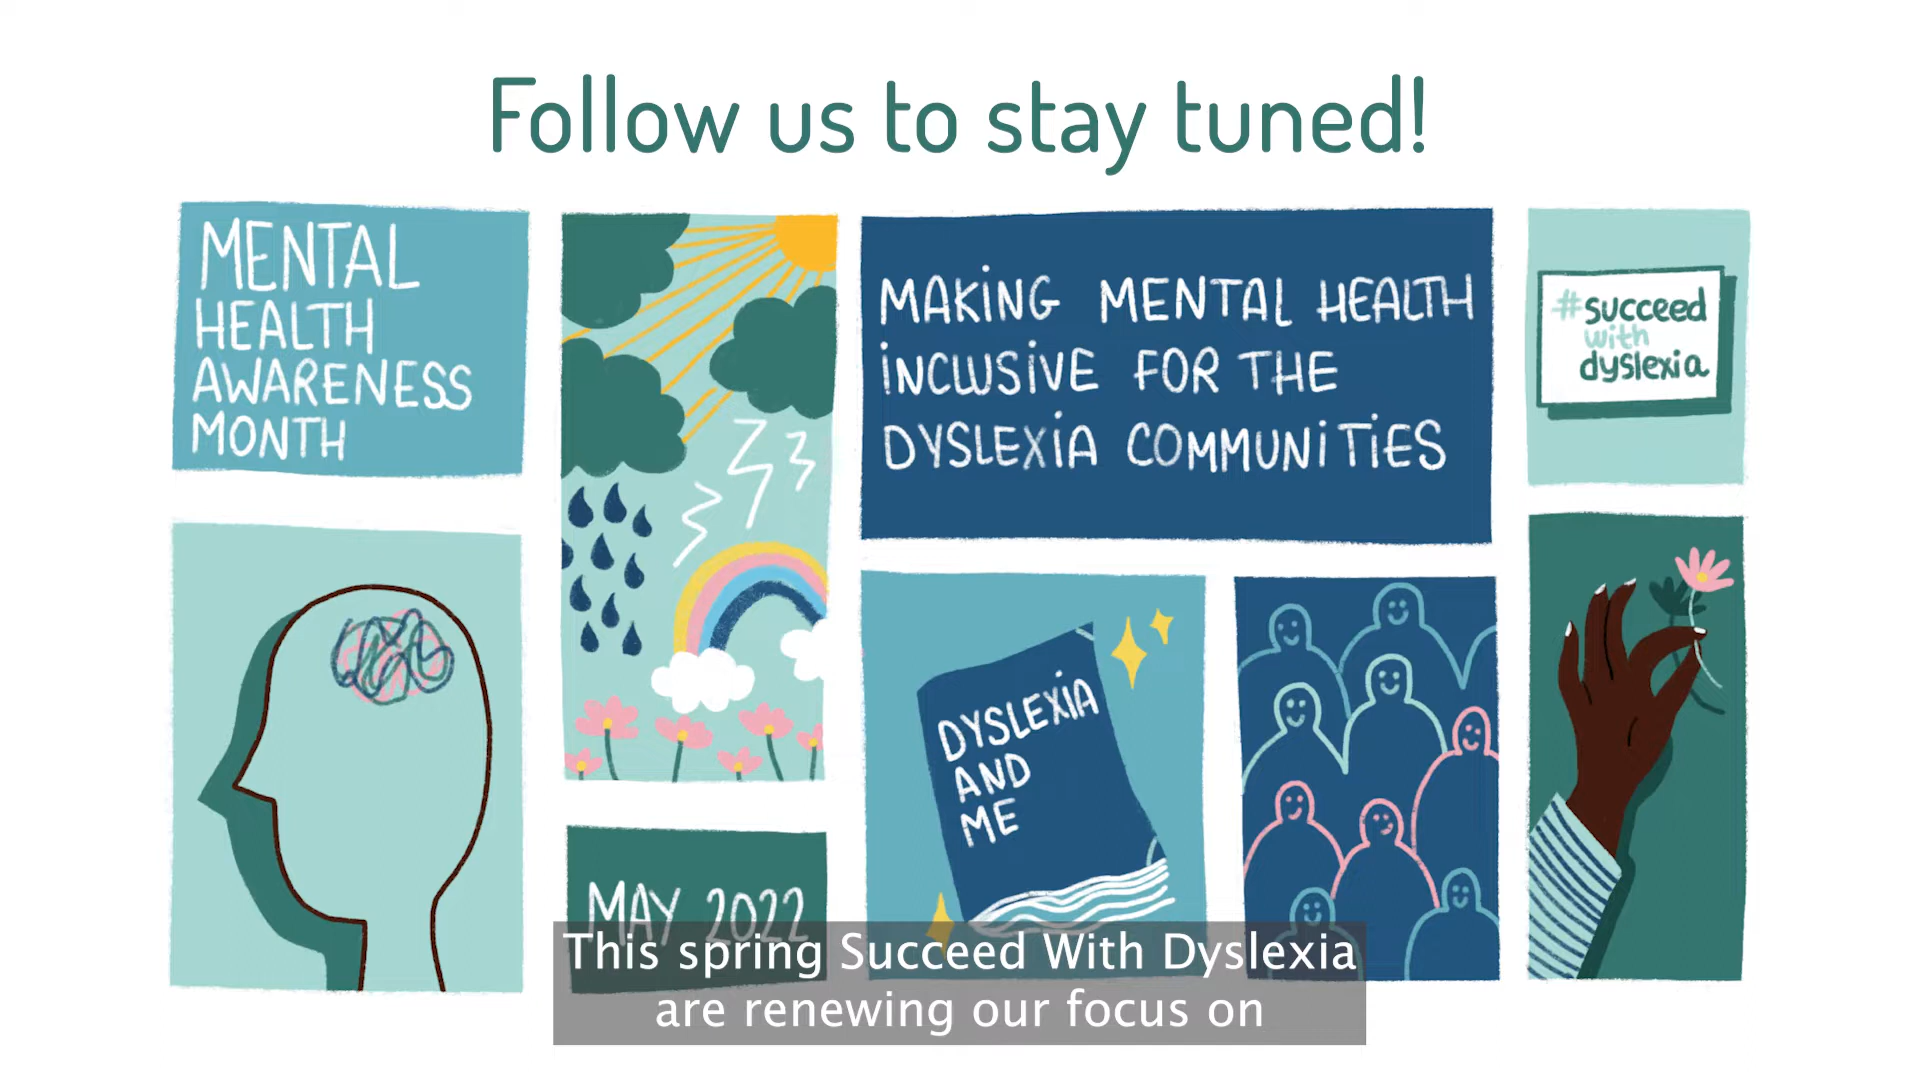 Follow us to stay tuned!
MENTAL
HEALTH
AWARENESS
MONTH
MAKING MENTAL HEALTH
INCLUSIVE FOR THE
DYSLEXIA COMMUNITIES
#succeed
with
dyslexia
DYSLEXIA
AND
ME
MAY 2022
This spring Succeed With Dyslexia
are renewing our focus on